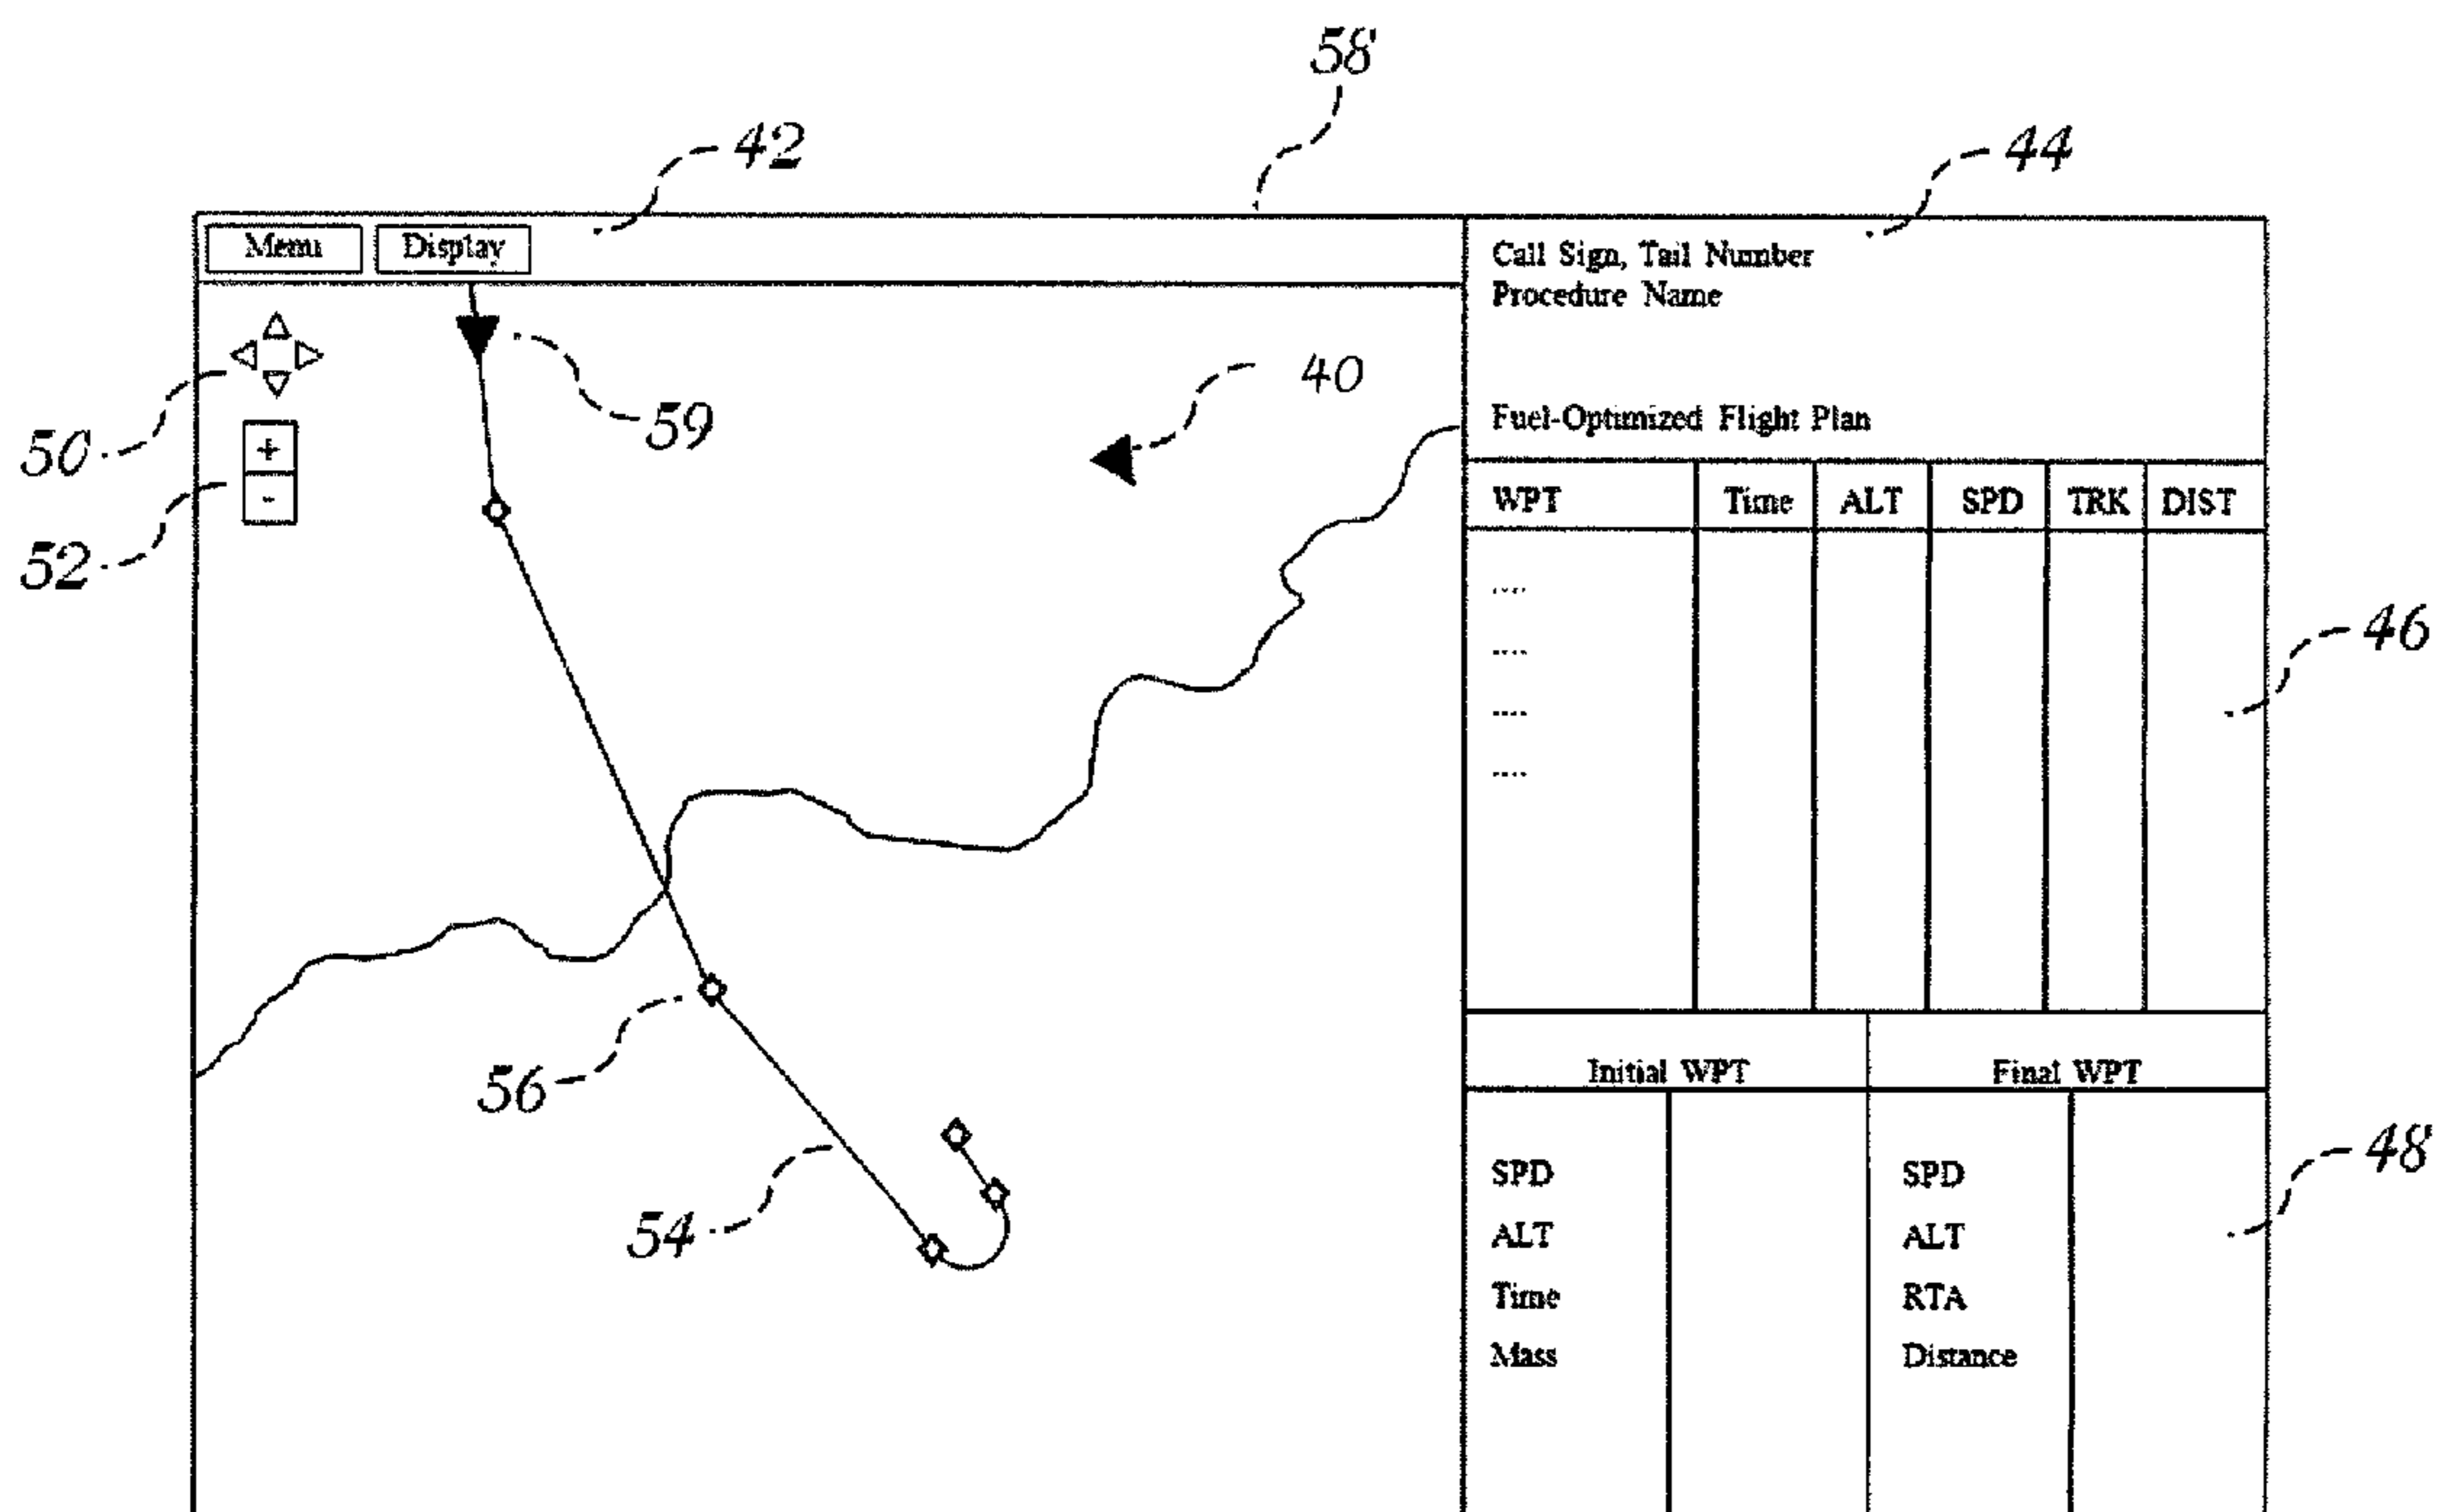 58
42
44
Menu Display
Call Sign, Tail Number
Procedure Name
40
59
50
+
-
52
Fuel-Optimized Flight Plan
WPT Time ALT SPD TRK DIST
....
....
....
....
46
56
54
Initial WPT Final WPT
SPD SPD
ALT ALT
Time RTA
Mass Distance
48